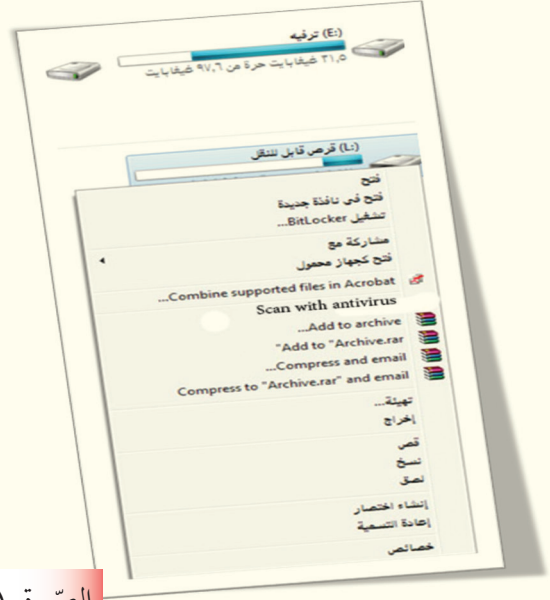 (E:) ترفيه
٣١,٥ غيغابايت حرة من ٩٧,٦ غيغابايت
(L:) قرص قابل للنقل
فتح
فتح في نافذة جديدة
تشغيل BitLocker...
مشاركة مع
فتح كجهاز محمول
...Combine supported files in Acrobat
Scan with antivirus
...Add to archive
"Add to "Archive.rar
...Compress and email
Compress to "Archive.rar" and email
تهيئة...
إخراج
قص
نسخ
لصق
إنشاء اختصار
إعادة التسمية
خصائص